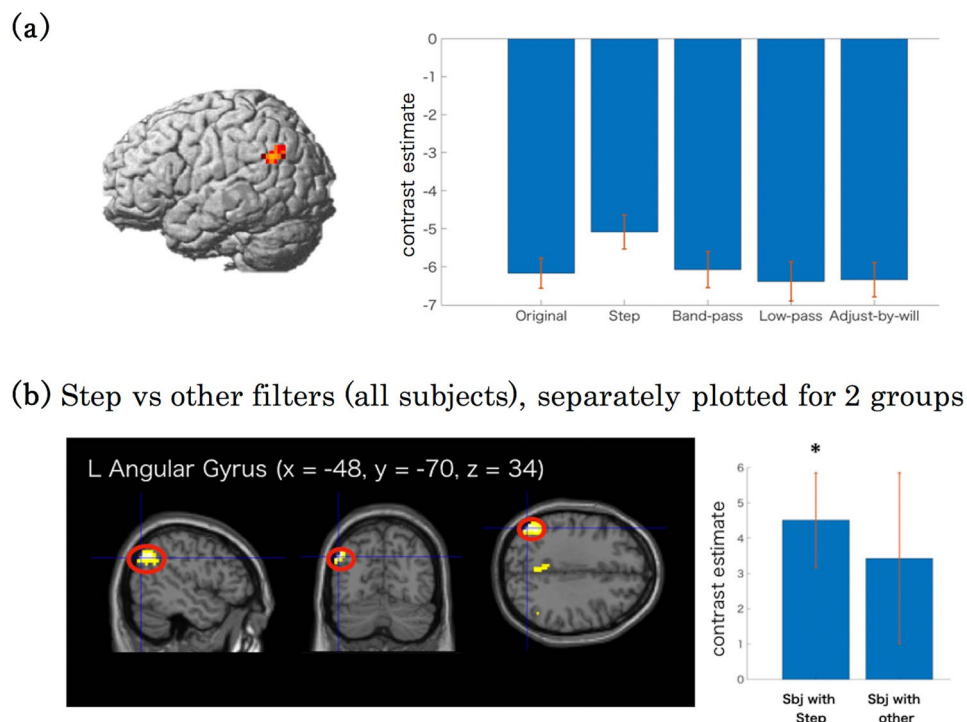 (a)
0
-1
-2
-3
-4
-5
-6
-7
contrast estimate
Original Step Band-pass Low-pass Adjust-by-will
(b) Step vs other filters (all subjects), separately plotted for 2 groups
L Angular Gyrus (x = -48, y = -70, z = 34)
*
6
5
4
3
2
1
0
contrast estimate
Sbj with Sbj with
Step other